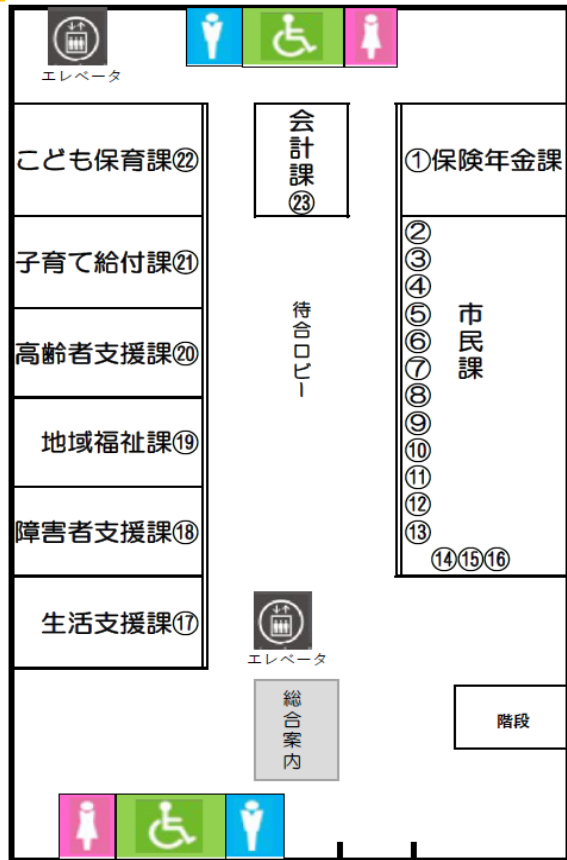 エレベータ
こども保育課㉒
会計課㉓
①保険年金課
子育て給付課㉑
高齢者支援課⑳
地域福祉課⑲
障害者支援課⑱
生活支援課⑰
待合ロビー
②
③
④
⑤
⑥
⑦
⑧
⑨
⑩
⑪
⑫
⑬
⑭⑮⑯
市民課
エレベータ
総合案内
階段